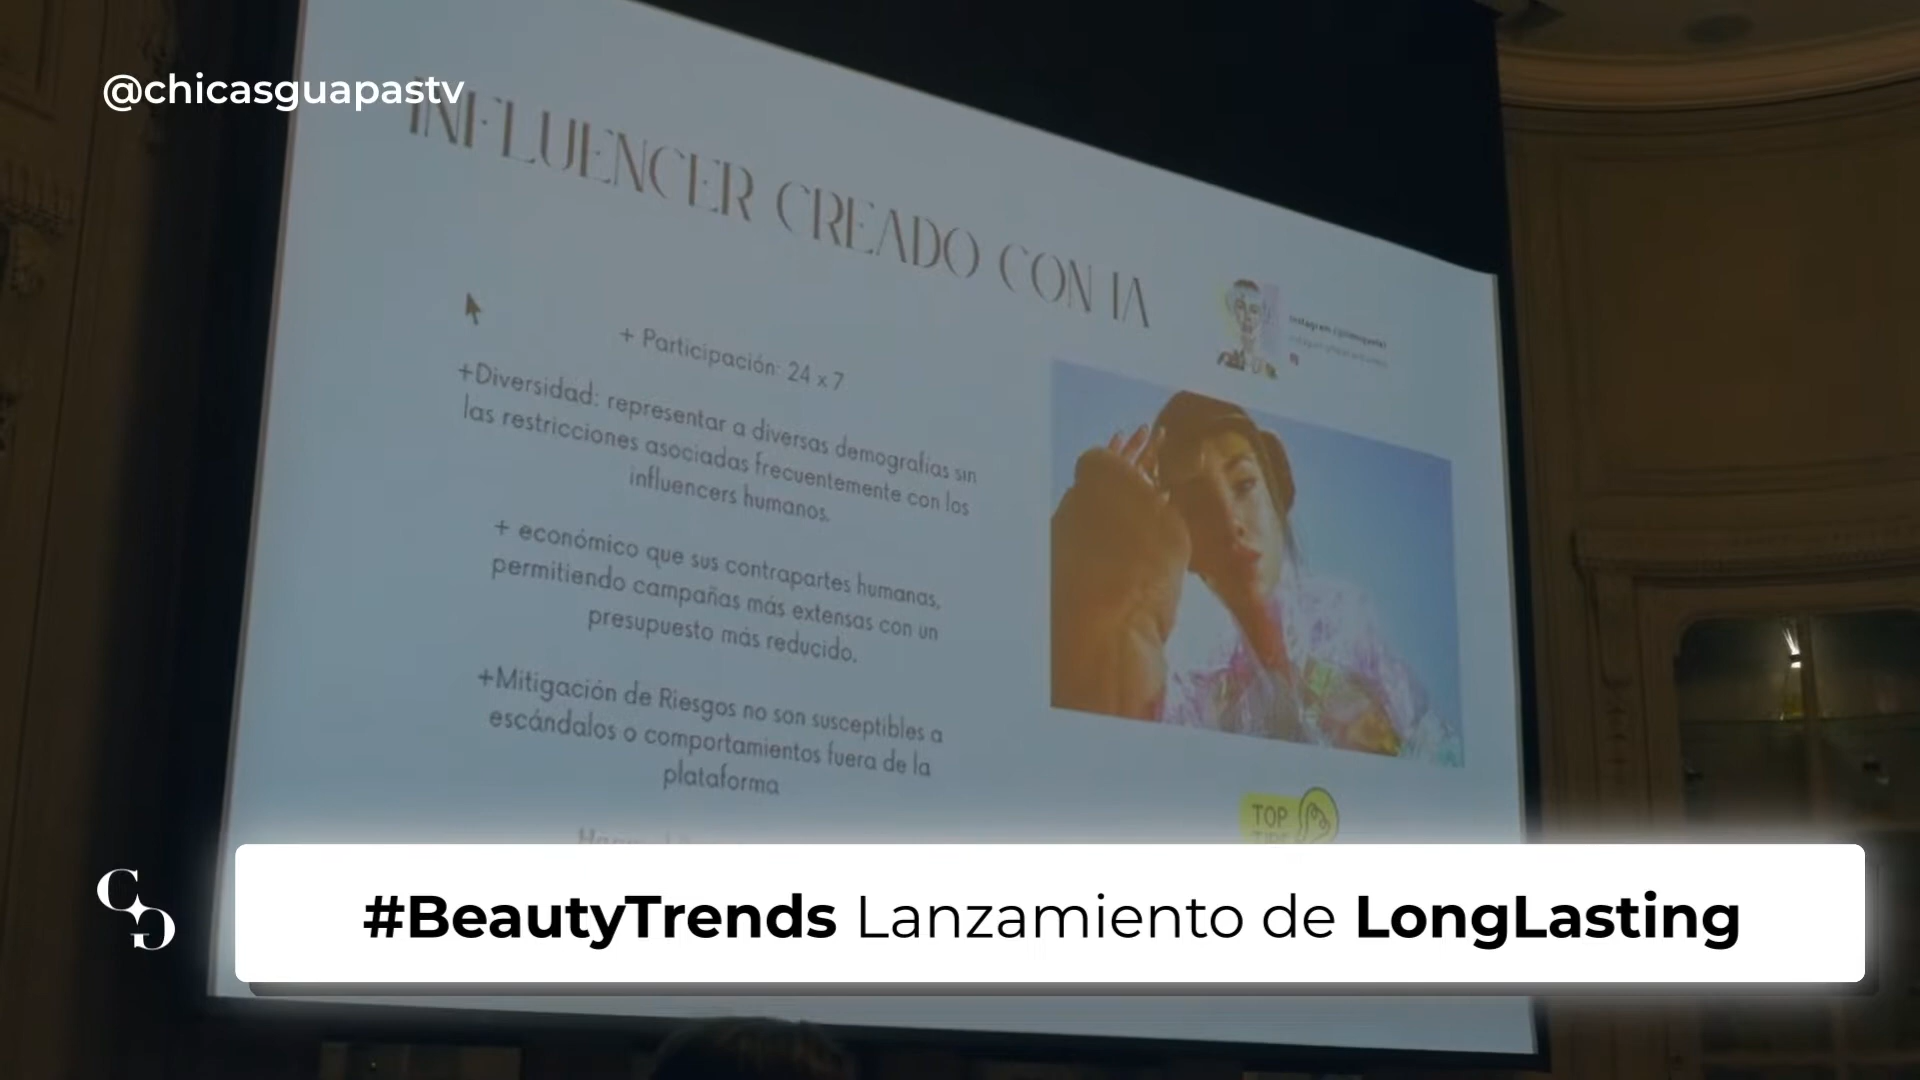 @chicasguapastv
INFLUENCER CREADO CON IA
+ Participación: 24 x 7
+Diversidad: representar a diversas demografías sin
las restricciones asociadas frecuentemente con los
influencers humanos.
+ económico que sus contrapartes humanas,
permitiendo campañas más extensas con un
presupuesto más reducido.
+Mitigación de Riesgos no son susceptibles a
escándalos o comportamientos fuera de la
plataforma
Instagram
TOP
#BeautyTrends Lanzamiento de LongLasting